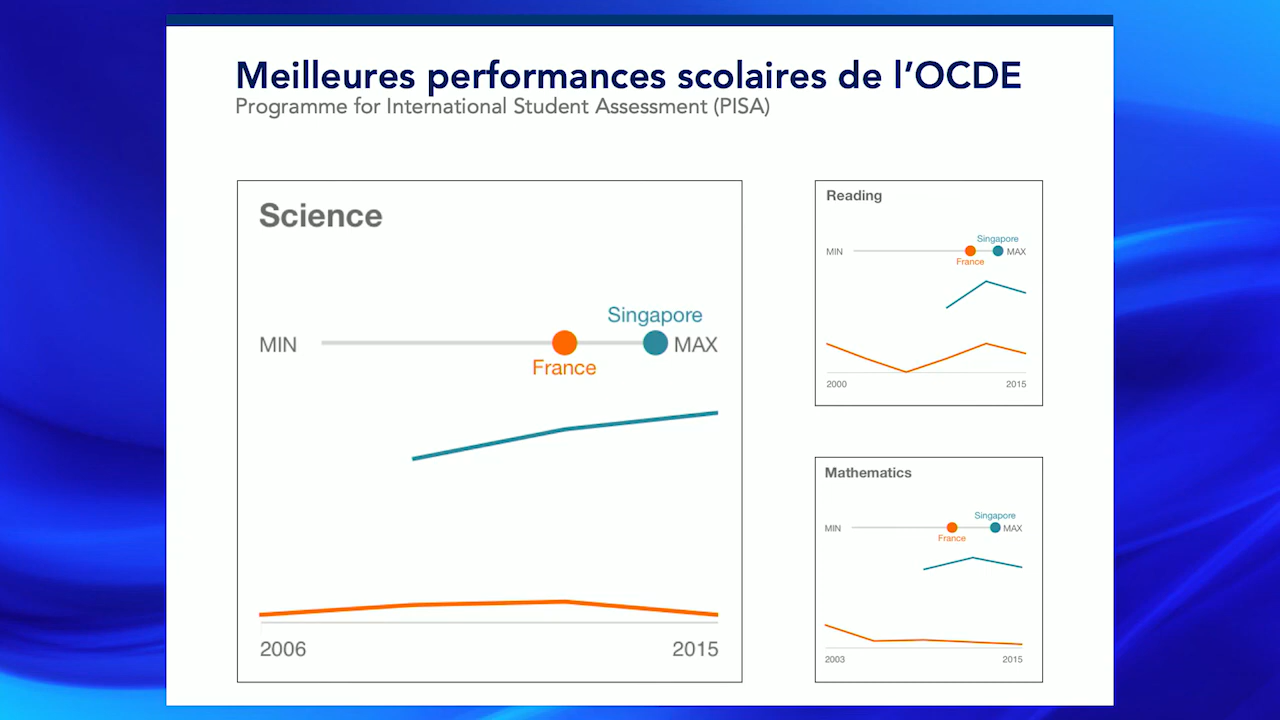 Meilleures performances scolaires de l’OCDE
Programme for International Student Assessment (PISA)
Science
Singapore
MIN MAX
France
2006 2015
Reading
Singapore
MIN MAX
France
2000 2015
Mathematics
Singapore
MIN MAX
France
2003 2015